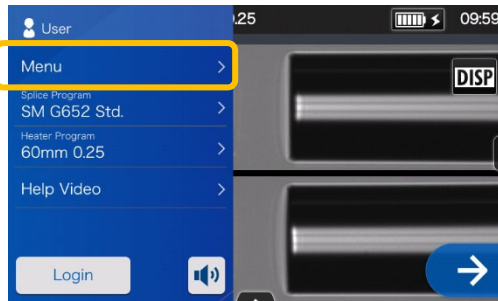 User
.25
09:59
Menu
DISP
Splice Program
SM G652 Std.
Heater Program
60mm 0.25
Help Video
Login